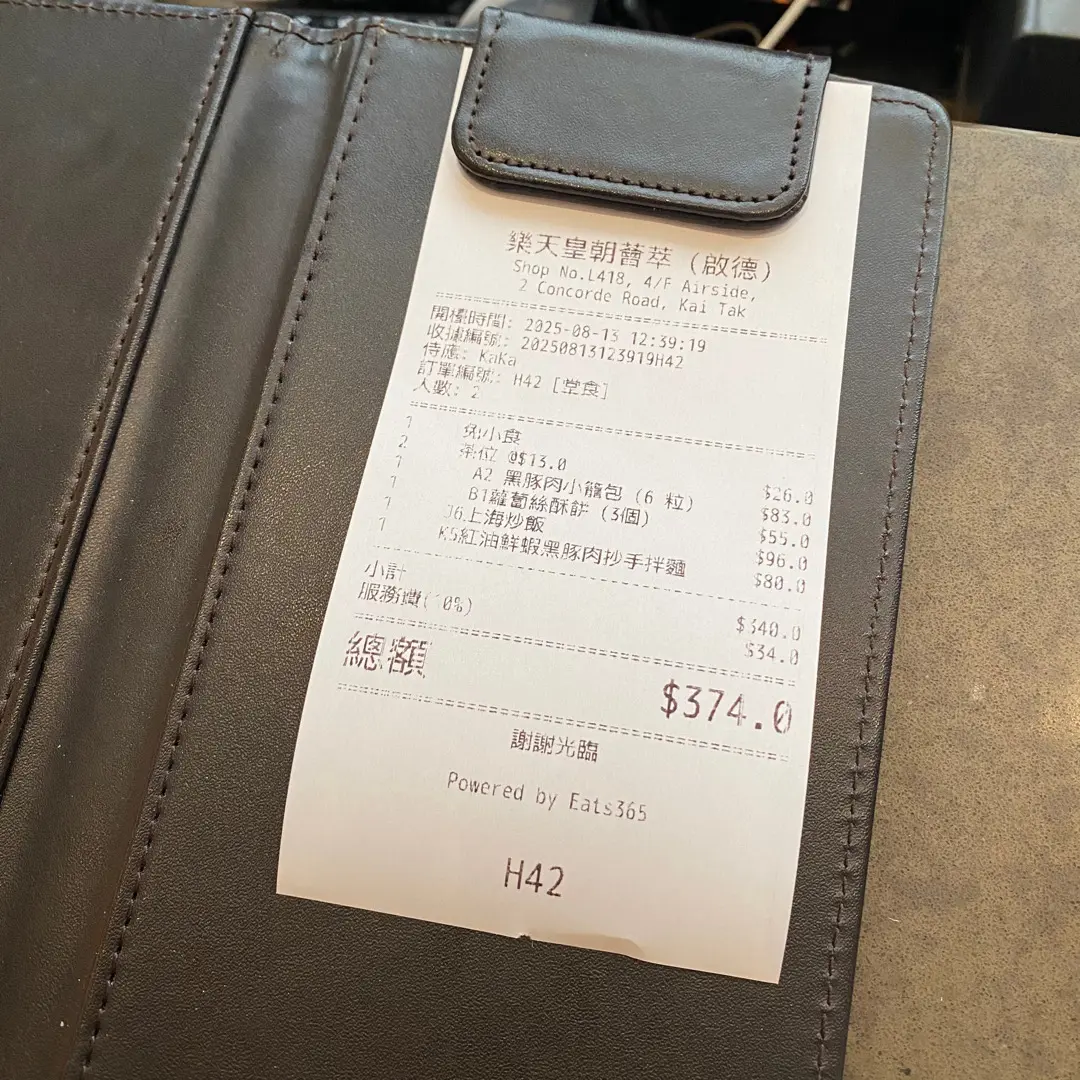 樂天皇朝薈萃 (啟德)
Shop No.L418, 4/F Airside,
2 Concorde Road, Kai Tak
開檯時間: 2025-08-13 12:39:19
收據編號: 20250813123919H42
侍應: KaKa
訂單編號: H42 [堂食]
人數: 2
1 免小食
2 茶位 @$13.0 $26.0
1 A2 黑豚肉小籠包 (6 粒) $83.0
1 B1蘿蔔絲酥餅 (3個) $55.0
1 J6上海炒飯 $96.0
1 K5紅油鮮蝦黑豚肉抄手拌麵 $80.0
小計 $340.0
服務費(10%) $34.0
總額 $374.0
謝謝光臨
Powered by Eats365
H42